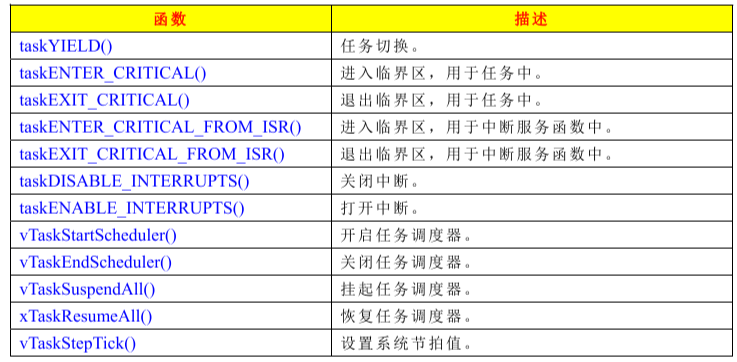 函数 描述
taskYIELD() 任务切换。
taskENTER_CRITICAL() 进入临界区，用于任务中。
taskEXIT_CRITICAL() 退出临界区，用于任务中。
taskENTER_CRITICAL_FROM_ISR() 进入临界区，用于中断服务函数中。
taskEXIT_CRITICAL_FROM_ISR() 退出临界区，用于中断服务函数中。
taskDISABLE_INTERRUPTS() 关闭中断。
taskENABLE_INTERRUPTS() 打开中断。
vTaskStartScheduler() 开启任务调度器。
vTaskEndScheduler() 关闭任务调度器。
vTaskSuspendAll() 挂起任务调度器。
xTaskResumeAll() 恢复任务调度器。
vTaskStepTick() 设置系统节拍值。